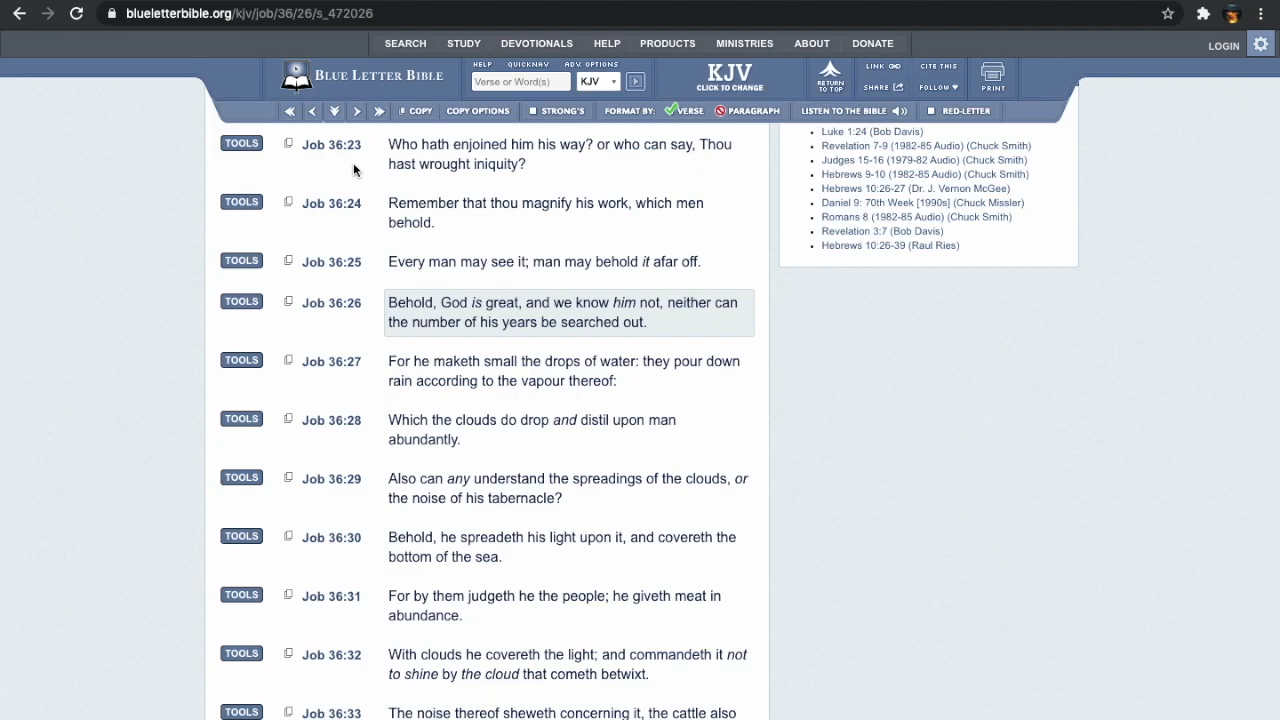 blueletterbible.org/kjv/job/36/26/s_472026
SEARCH STUDY DEVOTIONALS HELP PRODUCTS MINISTRIES ABOUT DONATE
LOGIN
BLUE LETTER BIBLE
HELP QUICKNAV ADV. OPTIONS
Verse or Word(s) KJV
KJV
CLICK TO CHANGE
RETURN
TO TOP
LINK CITE THIS
SHARE FOLLOW
PRINT
COPY COPY OPTIONS STRONG'S FORMAT BY: VERSE PARAGRAPH LISTEN TO THE BIBLE RED-LETTER
TOOLS Job 36:23 Who hath enjoined him his way? or who can say, Thou
hast wrought iniquity?
TOOLS Job 36:24 Remember that thou magnify his work, which men
behold.
TOOLS Job 36:25 Every man may see it; man may behold it afar off.
TOOLS Job 36:26 Behold, God is great, and we know him not, neither can
the number of his years be searched out.
TOOLS Job 36:27 For he maketh small the drops of water: they pour down
rain according to the vapour thereof:
TOOLS Job 36:28 Which the clouds do drop and distil upon man
abundantly.
TOOLS Job 36:29 Also can any understand the spreadings of the clouds, or
the noise of his tabernacle?
TOOLS Job 36:30 Behold, he spreadeth his light upon it, and covereth the
bottom of the sea.
TOOLS Job 36:31 For by them judgeth he the people; he giveth meat in
abundance.
TOOLS Job 36:32 With clouds he covereth the light; and commandeth it not
to shine by the cloud that cometh betwixt.
TOOLS Job 36:33 The noise thereof sheweth concerning it, the cattle also
Luke 1:24 (Bob Davis)
Revelation 7-9 (1982-85 Audio) (Chuck Smith)
Judges 15-16 (1979-82 Audio) (Chuck Smith)
Hebrews 9-10 (1982-85 Audio) (Chuck Smith)
Hebrews 10:26-27 (Dr. J. Vernon McGee)
Daniel 9: 70th Week [1990s] (Chuck Missler)
Romans 8 (1982-85 Audio) (Chuck Smith)
Revelation 3:7 (Bob Davis)
Hebrews 10:26-39 (Raul Ries)